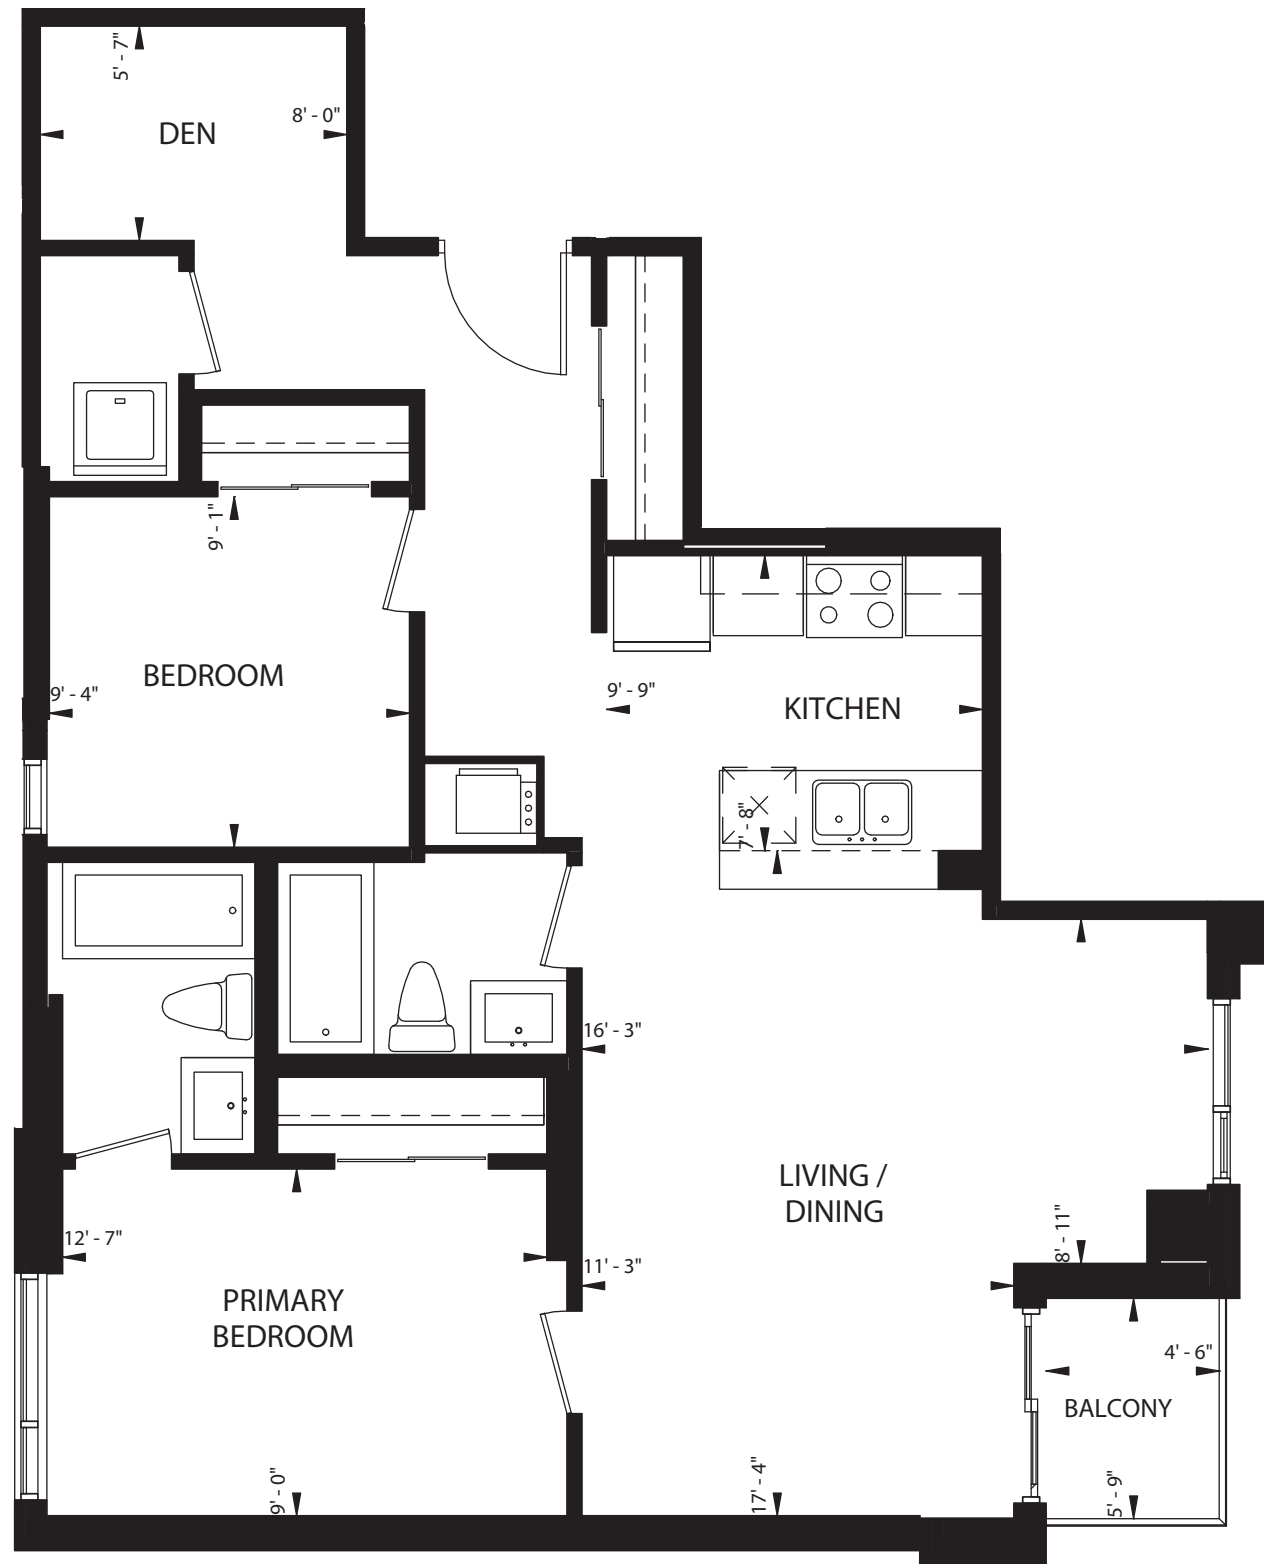 5' - 7"
8' - 0"
DEN
9' - 1"
BEDROOM
9' - 4"
9' - 9"
KITCHEN
7' - 8"
16' - 3"
LIVING /
DINING
8' - 11"
12' - 7"
11' - 3"
PRIMARY
BEDROOM
4' - 6"
BALCONY
9' - 0"
17' - 4"
5' - 9"